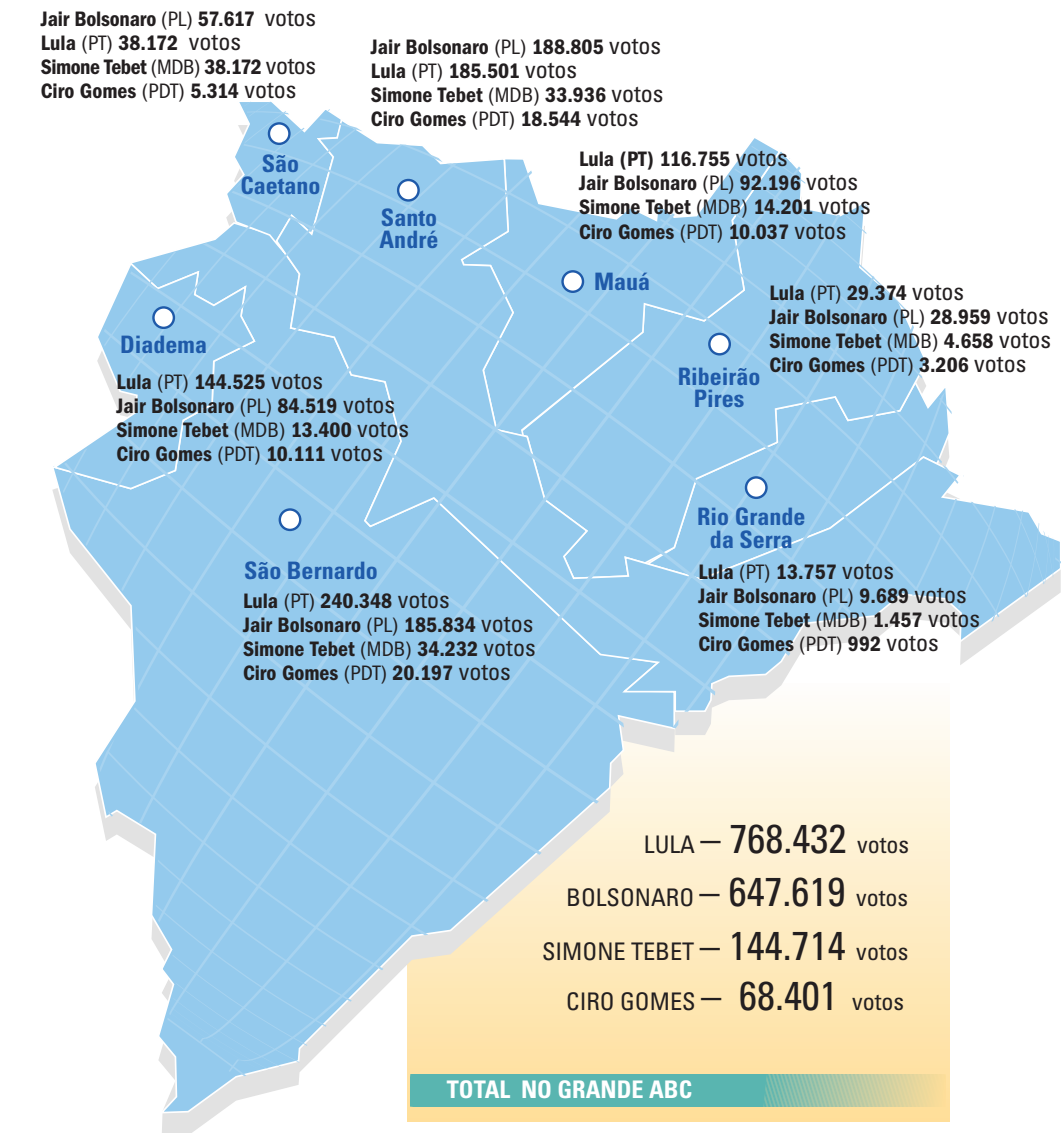 Jair Bolsonaro (PL) 57.617 votos
Lula (PT) 38.172 votos
Simone Tebet (MDB) 38.172 votos
Ciro Gomes (PDT) 5.314 votos
Jair Bolsonaro (PL) 188.805 votos
Lula (PT) 185.501 votos
Simone Tebet (MDB) 33.936 votos
Ciro Gomes (PDT) 18.544 votos
São
Caetano
Santo
André
Lula (PT) 116.755 votos
Jair Bolsonaro (PL) 92.196 votos
Simone Tebet (MDB) 14.201 votos
Ciro Gomes (PDT) 10.037 votos
Mauá
Lula (PT) 29.374 votos
Jair Bolsonaro (PL) 28.959 votos
Simone Tebet (MDB) 4.658 votos
Ciro Gomes (PDT) 3.206 votos
Ribeirão
Pires
Diadema
Lula (PT) 144.525 votos
Jair Bolsonaro (PL) 84.519 votos
Simone Tebet (MDB) 13.400 votos
Ciro Gomes (PDT) 10.111 votos
Rio Grande
da Serra
Lula (PT) 13.757 votos
Jair Bolsonaro (PL) 9.689 votos
Simone Tebet (MDB) 1.457 votos
Ciro Gomes (PDT) 992 votos
São Bernardo
Lula (PT) 240.348 votos
Jair Bolsonaro (PL) 185.834 votos
Simone Tebet (MDB) 34.232 votos
Ciro Gomes (PDT) 20.197 votos
LULA — 768.432 votos
BOLSONARO — 647.619 votos
SIMONE TEBET — 144.714 votos
CIRO GOMES — 68.401 votos
TOTAL NO GRANDE ABC